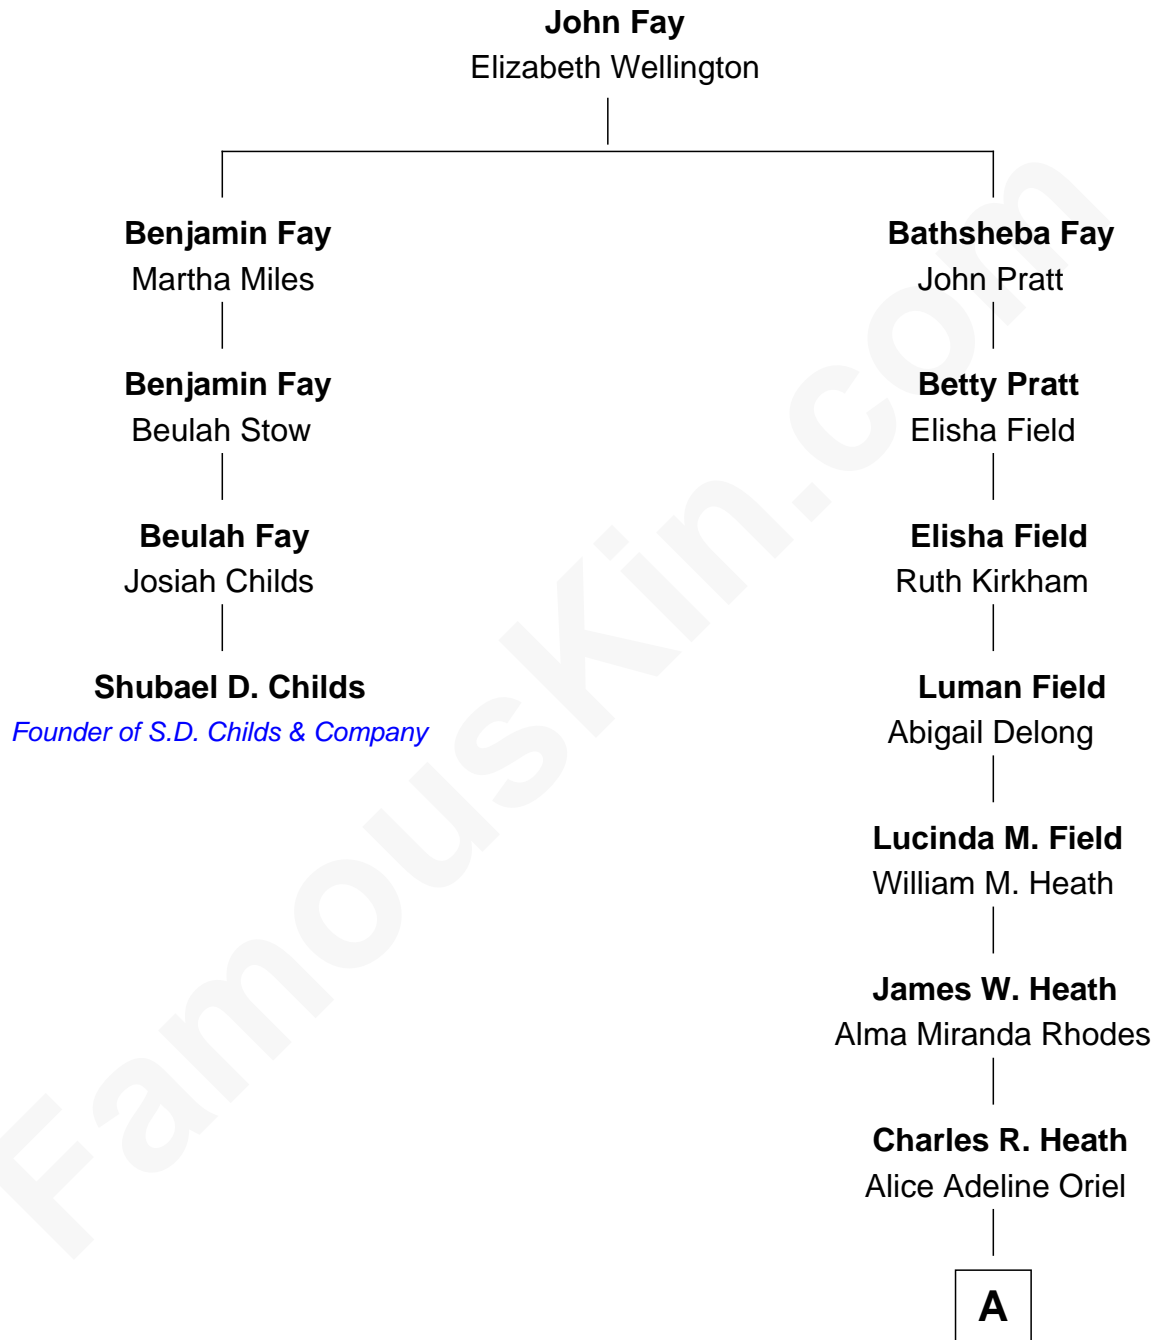 John Fay
Elizabeth Wellington
Benjamin Fay
Martha Miles
Benjamin Fay
Beulah Stow
Beulah Fay
Josiah Childs
Shubael D. Childs
Founder of S.D. Childs & Company
Bathsheba Fay
John Pratt
Betty Pratt
Elisha Field
Elisha Field
Ruth Kirkham
Luman Field
Abigail Delong
Lucinda M. Field
William M. Heath
James W. Heath
Alma Miranda Rhodes
Charles R. Heath
Alice Adeline Oriel
A
FamousKin.com